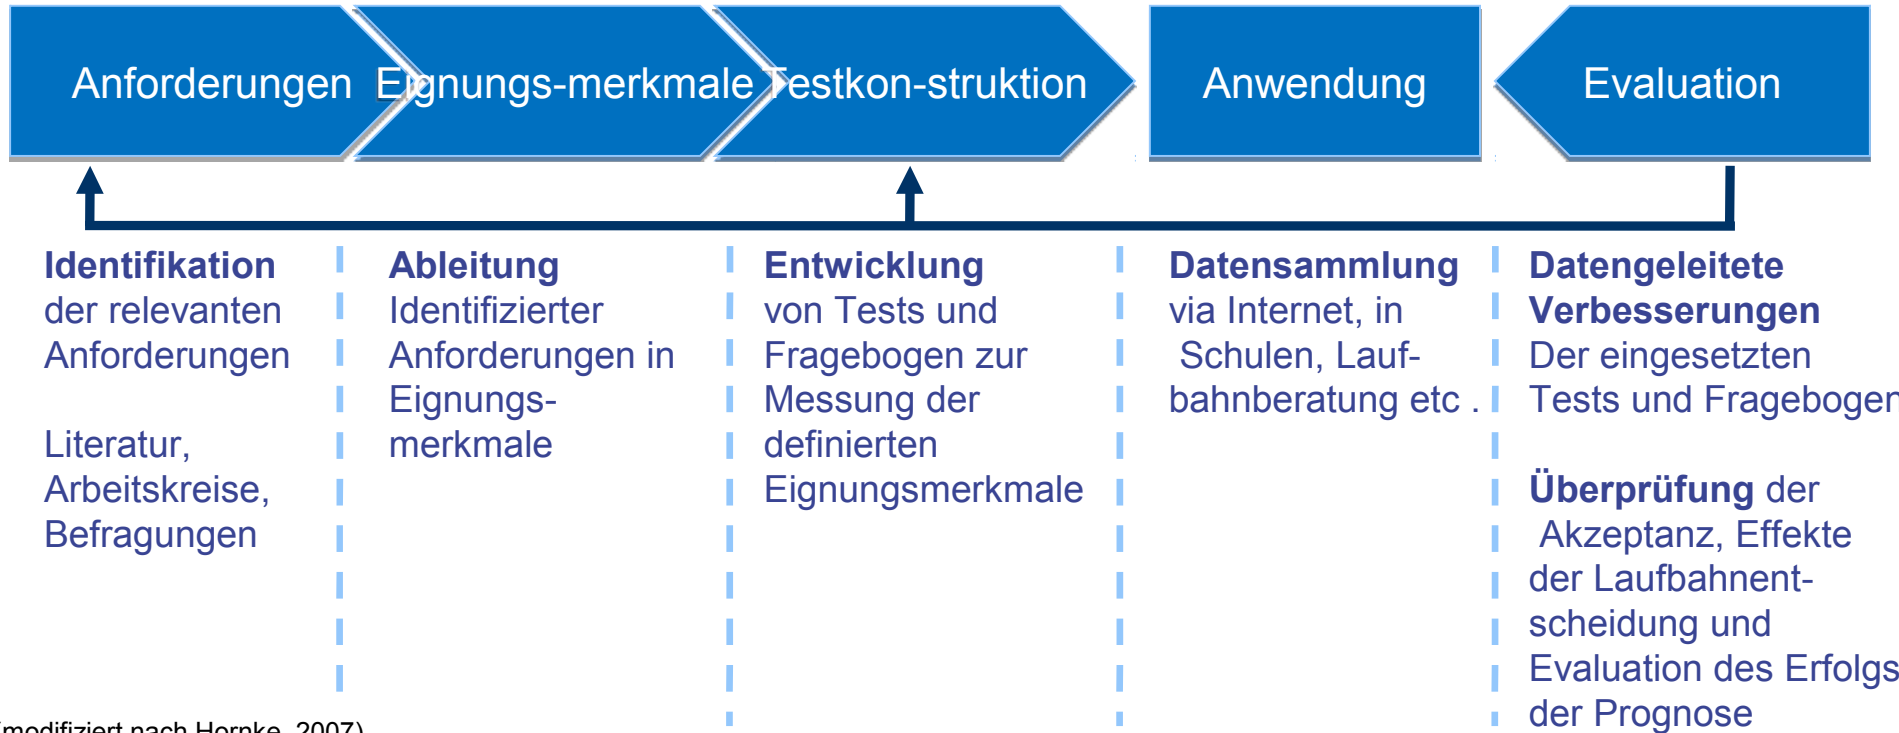 Anforderungen
Eignungs-merkmale
Testkon-struktion
Anwendung
Evaluation
Identifikation
der relevanten
Anforderungen
Literatur,
Arbeitskreise,
Befragungen
Ableitung
Identifizierter
Anforderungen in
Eignungs-
merkmale
Entwicklung
von Tests und
Fragebogen zur
Messung der
definierten
Eignungsmerkmale
Datensammlung
via Internet, in
Schulen, Lauf-
bahnberatung etc .
Datengeleitete
Verbesserungen
Der eingesetzten
Tests und Fragebogen
Überprüfung der
Akzeptanz, Effekte
der Laufbahnent-
scheidung und
Evaluation des Erfolgs
der Prognose
(modifiziert nach Hornke, 2007)